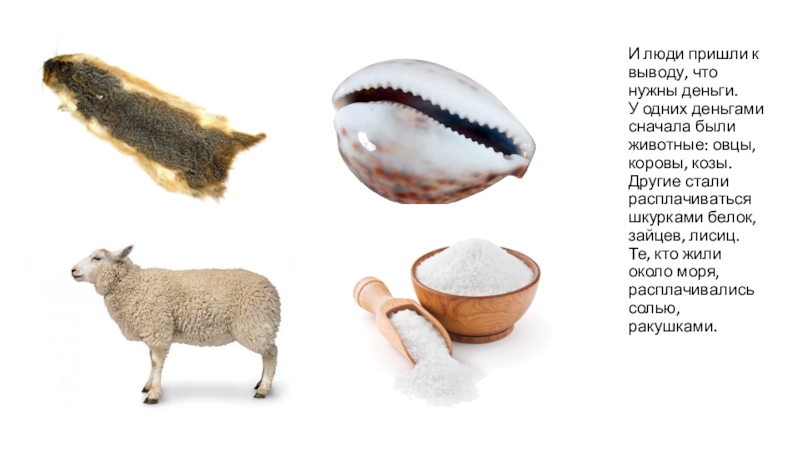 И люди пришли к
выводу, что
нужны деньги.
У одних деньгами
сначала были
животные: овцы,
коровы, козы.
Другие стали
расплачиваться
шкурками белок,
зайцев, лисиц.
Те, кто жили
около моря,
расплачивались
солью,
ракушками.